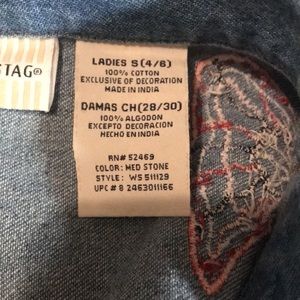 STAG®
LADIES S (4/6)
100% COTTON
EXCLUSIVE OF DECORATION
MADE IN INDIA
DAMAS CH (28/30)
100% ALGODON
EXCEPTO DECORACION
HECHO EN INDIA
RN# 52469
COLOR: MED STONE
STYLE: WS 511129
UPC # 8 2463011166